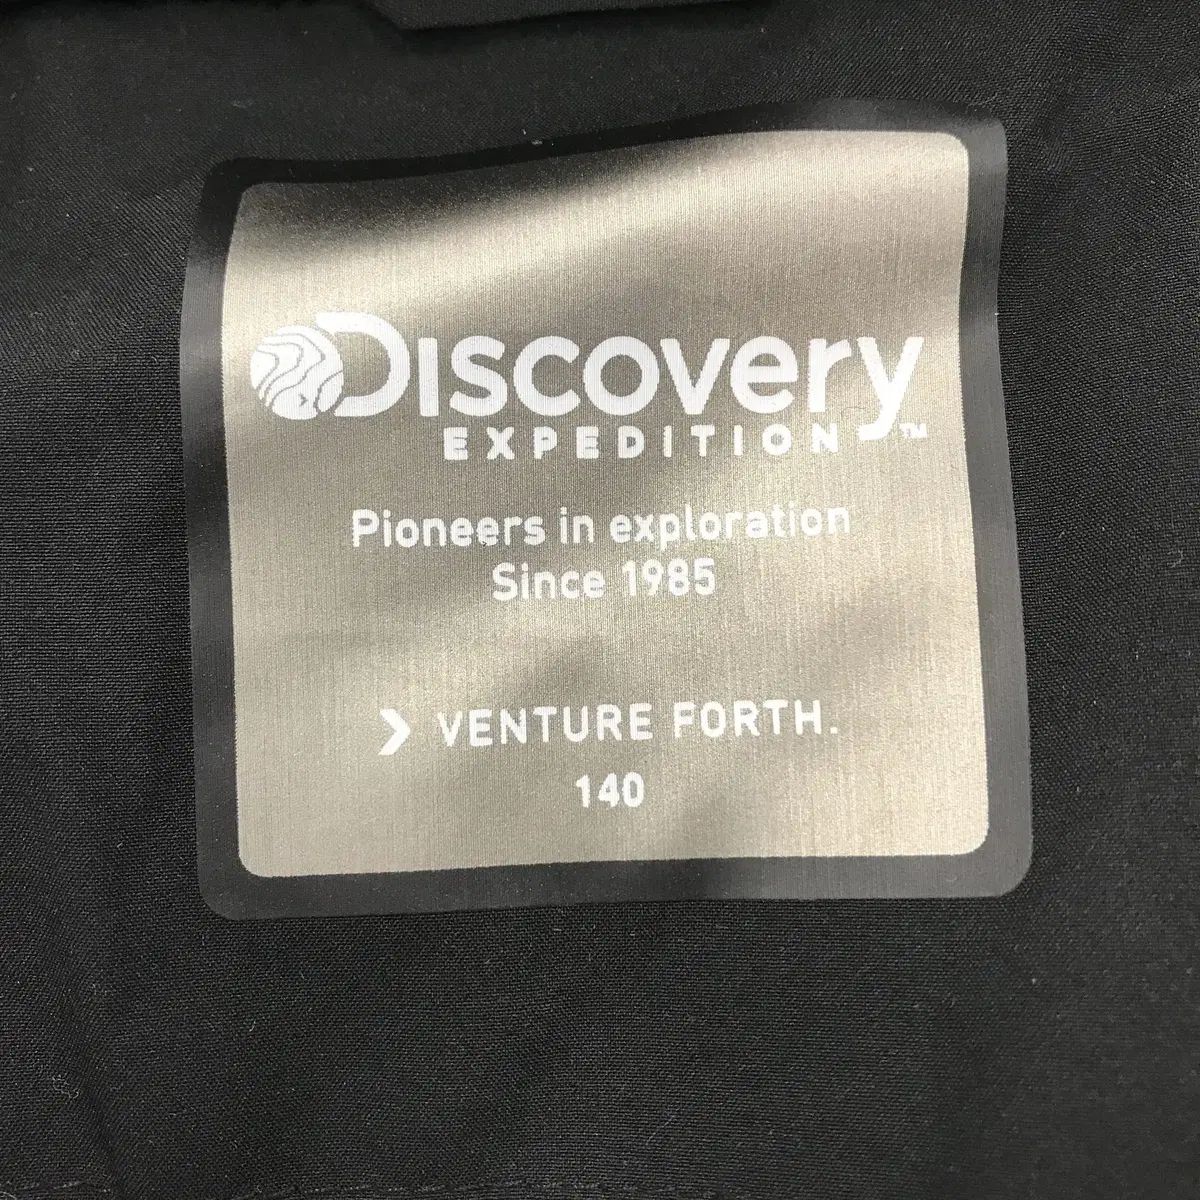 Discovery
EXPEDITION™
Pioneers in exploration
Since 1985
❯ VENTURE FORTH.
140